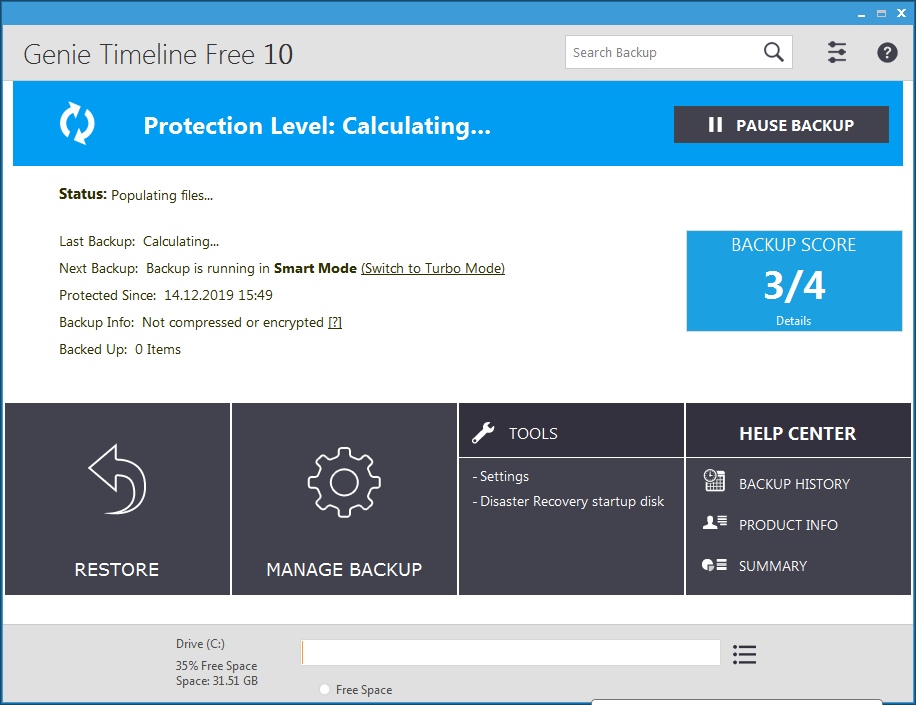 Genie Timeline Free 10
Search Backup
?
Protection Level: Calculating...
PAUSE BACKUP
Status: Populating files...
Last Backup: Calculating...
Next Backup: Backup is running in Smart Mode (Switch to Turbo Mode)
Protected Since: 14.12.2019 15:49
Backup Info: Not compressed or encrypted [?]
Backed Up: 0 Items
BACKUP SCORE
3/4
Details
RESTORE
MANAGE BACKUP
TOOLS
- Settings
- Disaster Recovery startup disk
HELP CENTER
BACKUP HISTORY
PRODUCT INFO
SUMMARY
Drive (C:)
35% Free Space
Space: 31.51 GB
Free Space